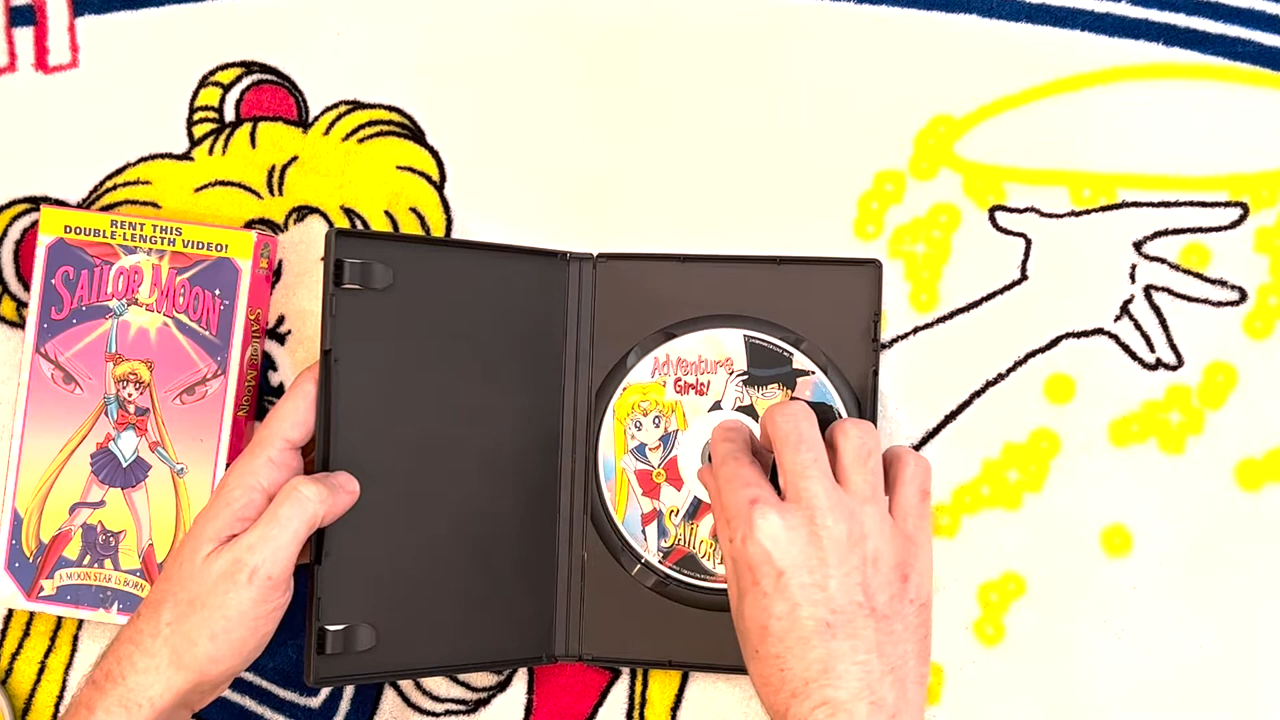 RENT THIS
DOUBLE-LENGTH VIDEO!
SAILOR MOON
A MOON STAR IS BORN
SAILOR MOON
Adventure
Girls!